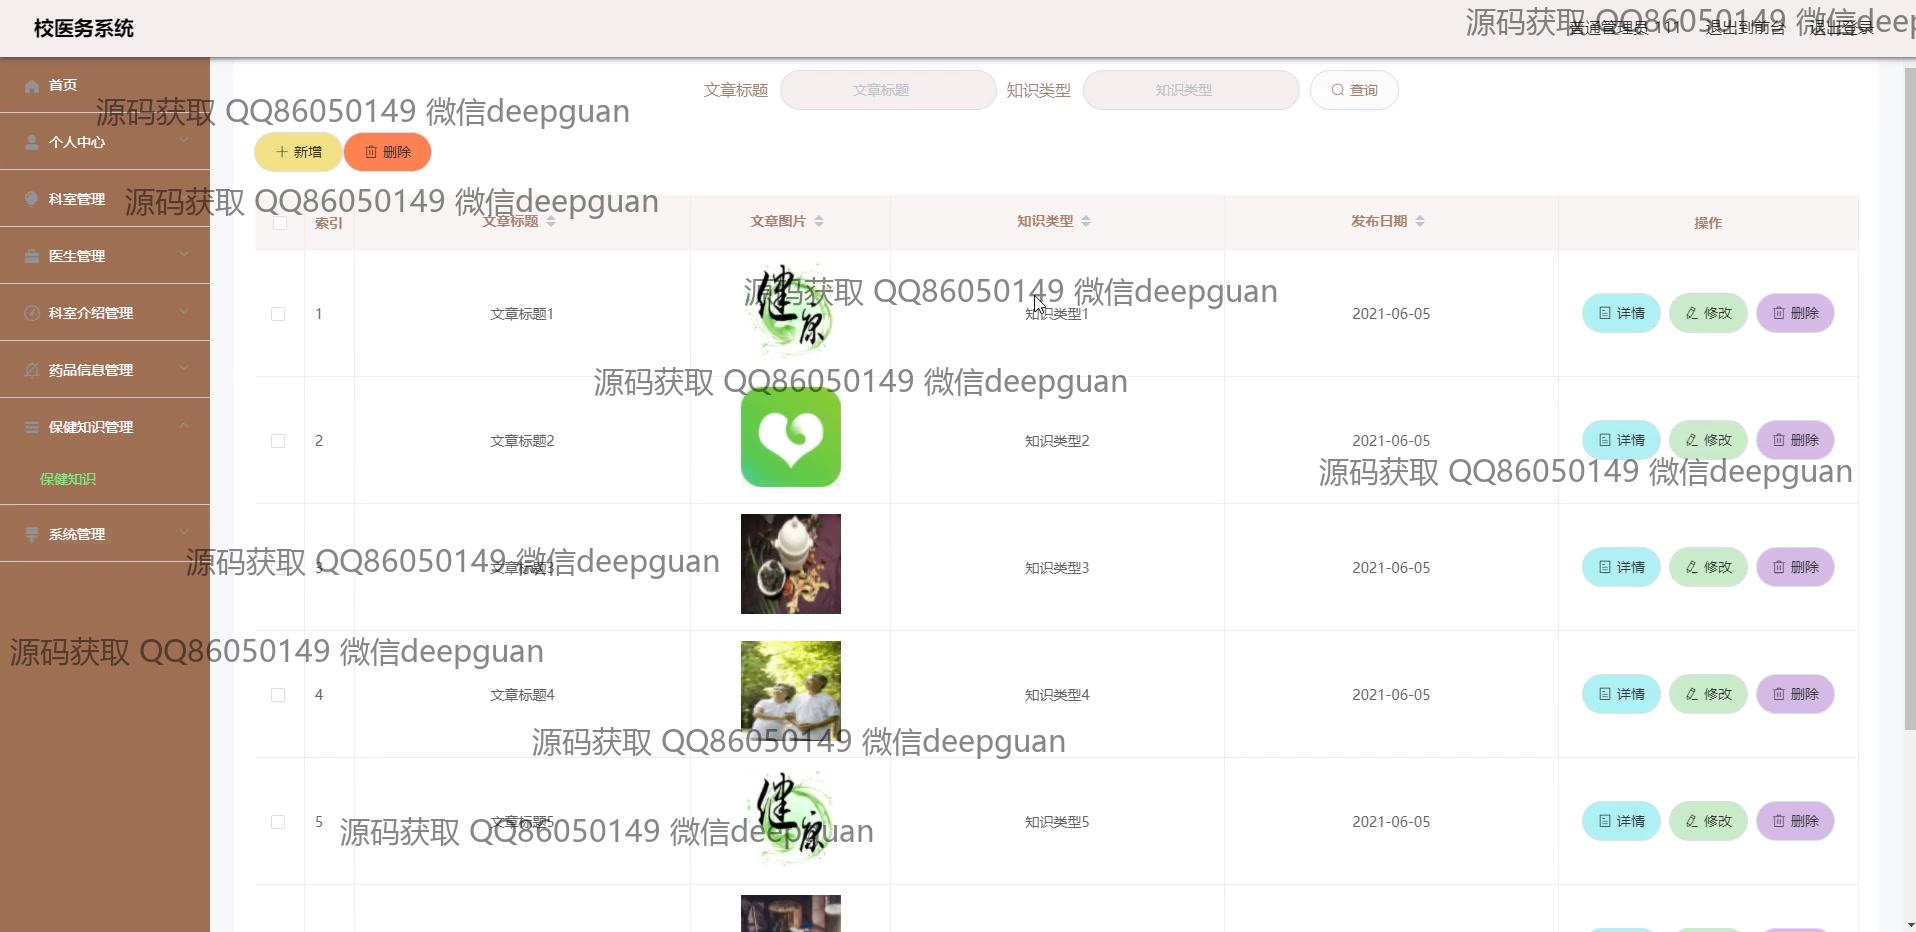 校医务系统
普通管理员 111 退出到前台 退出登录
源码获取 QQ86050149 微信deep
首页
个人中心
科室管理
医生管理
科室介绍管理
药品信息管理
保健知识管理
保健知识
系统管理
文章标题 文章标题 知识类型 知识类型 查询
源码获取 QQ86050149 微信deepguan
新增 删除
源码获取 QQ86050149 微信deepguan
索引 文章标题 文章图片 知识类型 发布日期 操作
源码获取 QQ86050149 微信deepguan
1 文章标题1 健康 知识类型1 2021-06-05 详情 修改 删除
源码获取 QQ86050149 微信deepguan
2 文章标题2 知识类型2 2021-06-05 详情 修改 删除
源码获取 QQ86050149 微信deepguan
源码获取 QQ86050149 微信deepguan
3 文章标题3 知识类型3 2021-06-05 详情 修改 删除
源码获取 QQ86050149 微信deepguan
4 文章标题4 知识类型4 2021-06-05 详情 修改 删除
源码获取 QQ86050149 微信deepguan
5 文章标题5 健康 知识类型5 2021-06-05 详情 修改 删除
源码获取 QQ86050149 微信deepguan